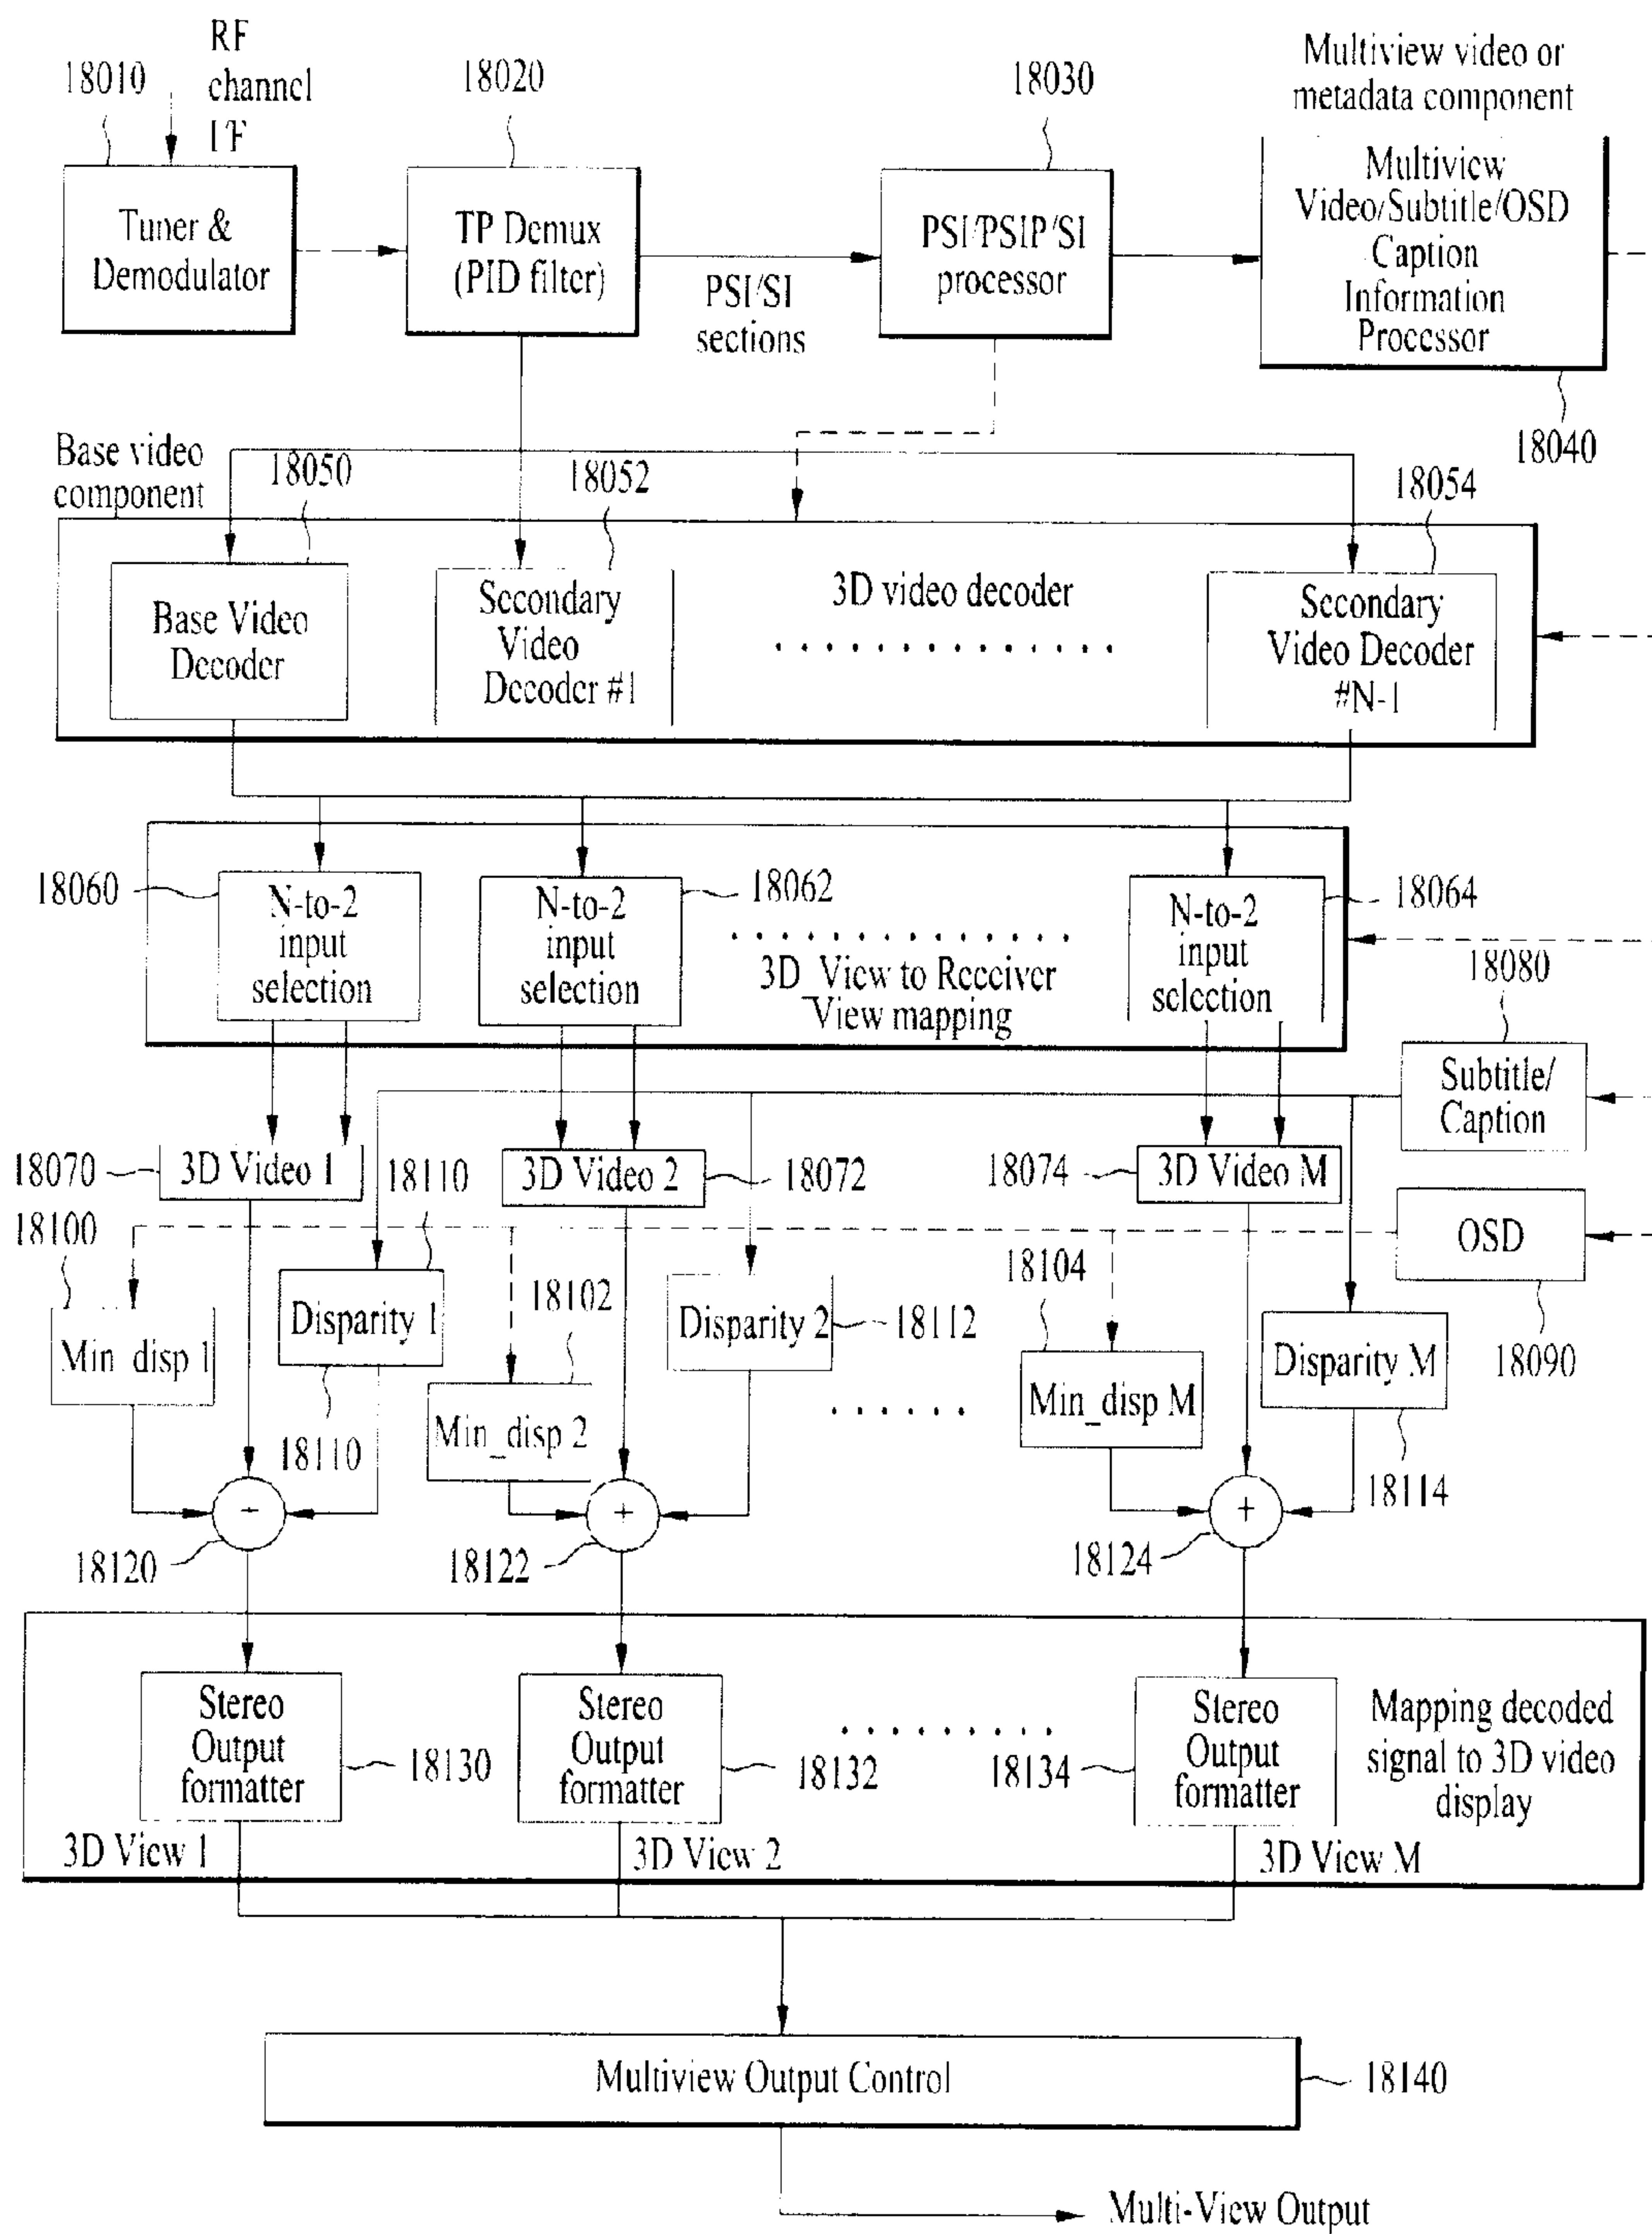 RF
channel
I/F
18010
18020
18030
Multiview video or
metadata component
Tuner &
Demodulator
TP Demux
(PID filter)
PSI/SI
sections
PSI/PSIP/SI
processor
Multiview
Video/Subtitle/OSD
Caption
Information
Processor
18040
Base video
component
18050
18052
18054
Base Video
Decoder
Secondary
Video
Decoder #1
3D video decoder
Secondary
Video Decoder
#N-1
18060
N-to-2
input
selection
N-to-2
input
selection
18062
3D View to Receiver
View mapping
N-to-2
input
selection
18064
18080
Subtitle/
Caption
18070
3D Video 1
18110
3D Video 2
18072
18074
3D Video M
18100
OSD
18090
Min_disp 1
Disparity 1
18110
18102
Min_disp 2
Disparity 2
18112
18104
Min_disp M
Disparity M
18114
18120
+
18122
+
18124
Stereo
Output
formatter
18130
Stereo
Output
formatter
18132
18134
Stereo
Output
formatter
Mapping decoded
signal to 3D video
display
3D View 1
3D View 2
3D View M
Multiview Output Control
18140
Multi-View Output